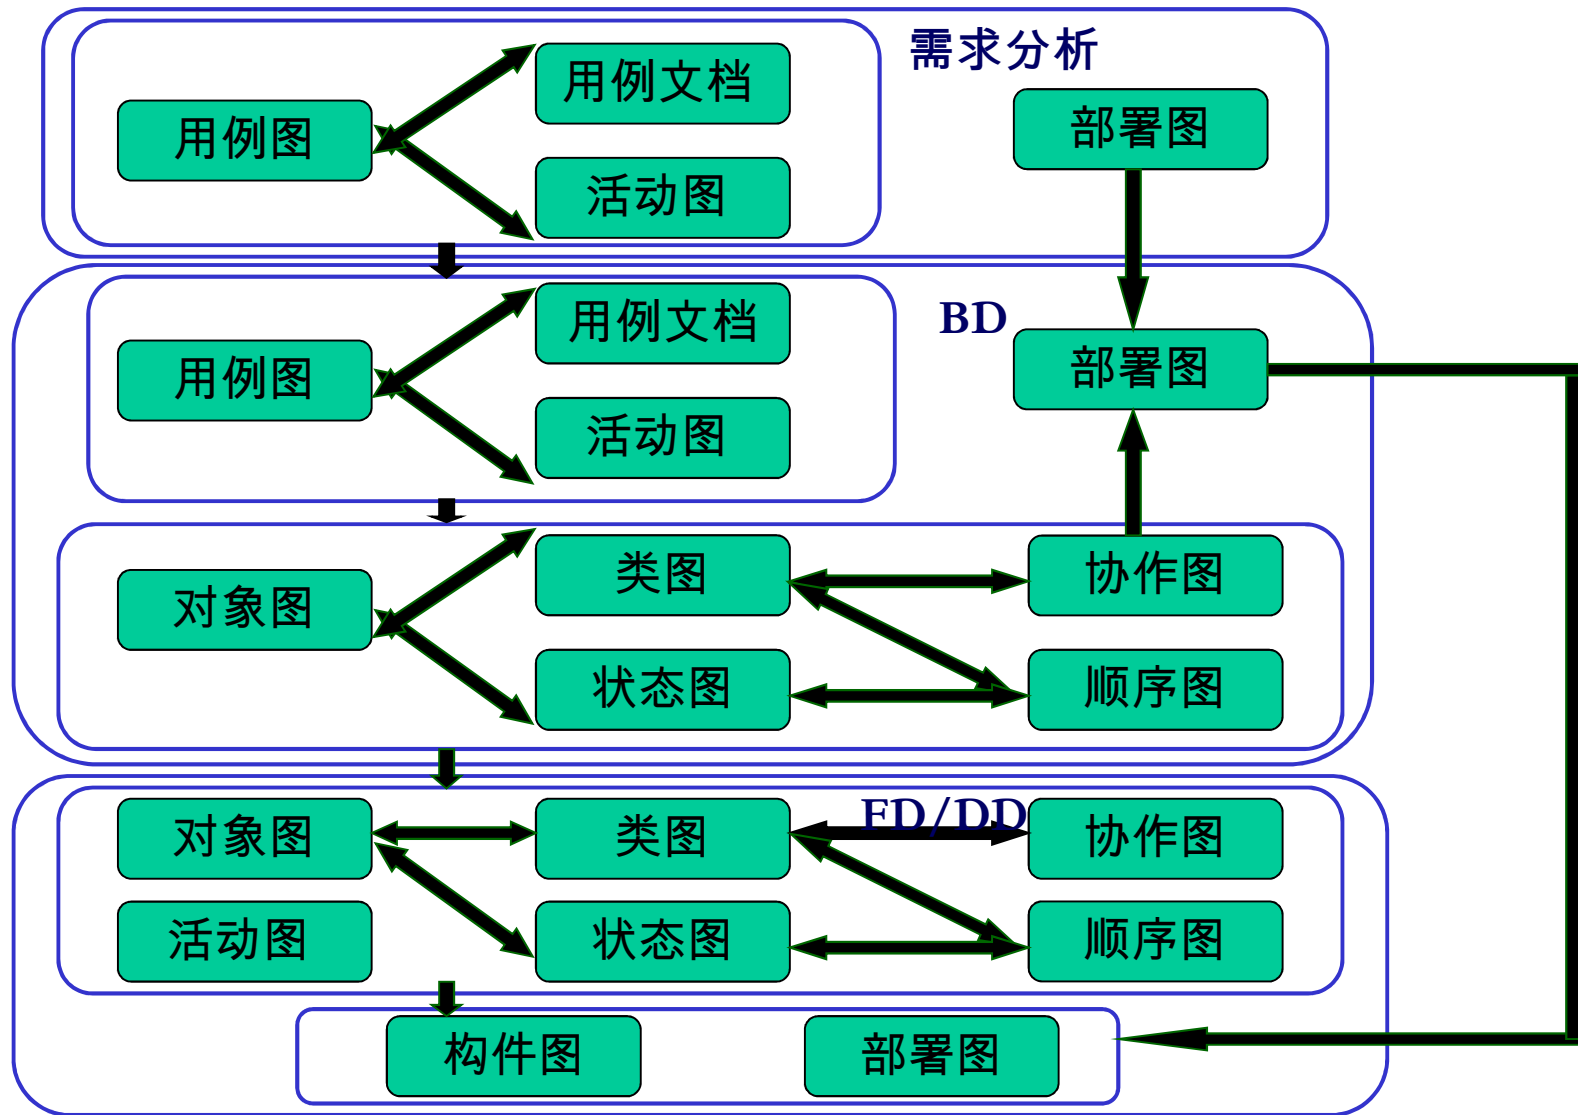 需求分析
用例图
用例文档
活动图
部署图
BD
用例图
用例文档
活动图
部署图
对象图
类图
状态图
协作图
顺序图
FD/DD
对象图
类图
协作图
活动图
状态图
顺序图
构件图
部署图